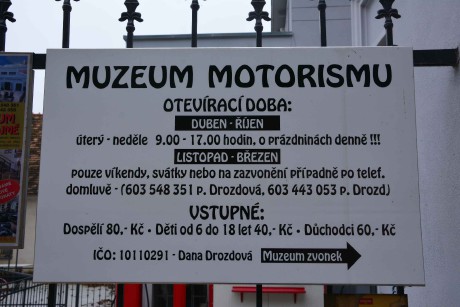 MUZEUM MOTORISMU
OTEVÍRACÍ DOBA:
DUBEN - ŘÍJEN
úterý - neděle 9.00 - 17.00 hodin, o prázdninách denně !!!
LISTOPAD - BŘEZEN
pouze víkendy, svátky nebo na zazvonění případně po telef.
domluvě - (603 548 351 p. Drozdová, 603 443 053 p. Drozd)
VSTUPNÉ:
Dospělí 80,- Kč • Děti od 6 do 18 let 40,- Kč • Důchodci 60,- Kč
IČO: 10110291 - Dana Drozdová Muzeum zvonek